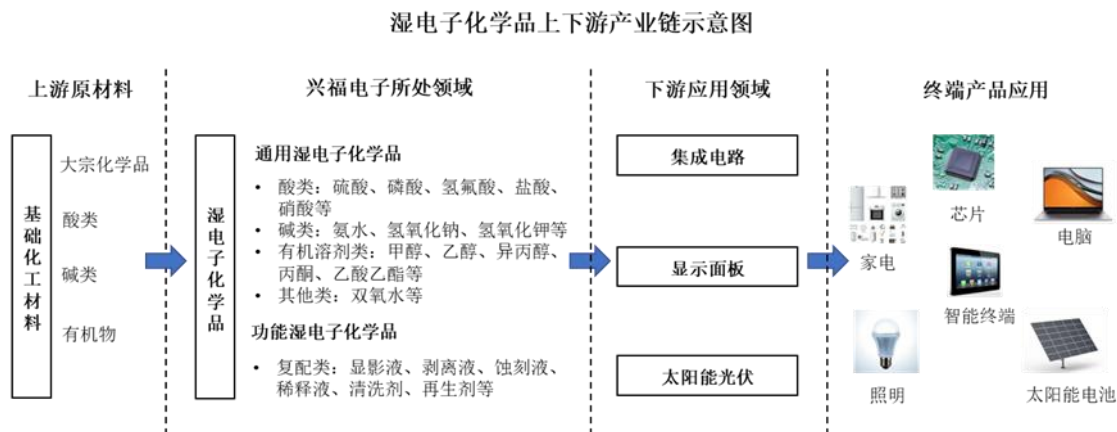 湿电子化学品上下游产业链示意图
上游原材料
基础化工材料
大宗化学品
酸类
碱类
有机物
兴福电子所处领域
湿电子化学品
通用湿电子化学品
• 酸类：硫酸、磷酸、氢氟酸、盐酸、
硝酸等
• 碱类：氨水、氢氧化钠、氢氧化钾等
• 有机溶剂类：甲醇、乙醇、异丙醇、
丙酮、乙酸乙酯等
• 其他类：双氧水等
功能湿电子化学品
• 复配类：显影液、剥离液、蚀刻液、
稀释液、清洗剂、再生剂等
下游应用领域
集成电路
显示面板
太阳能光伏
终端产品应用
芯片
电脑
家电
智能终端
照明
太阳能电池